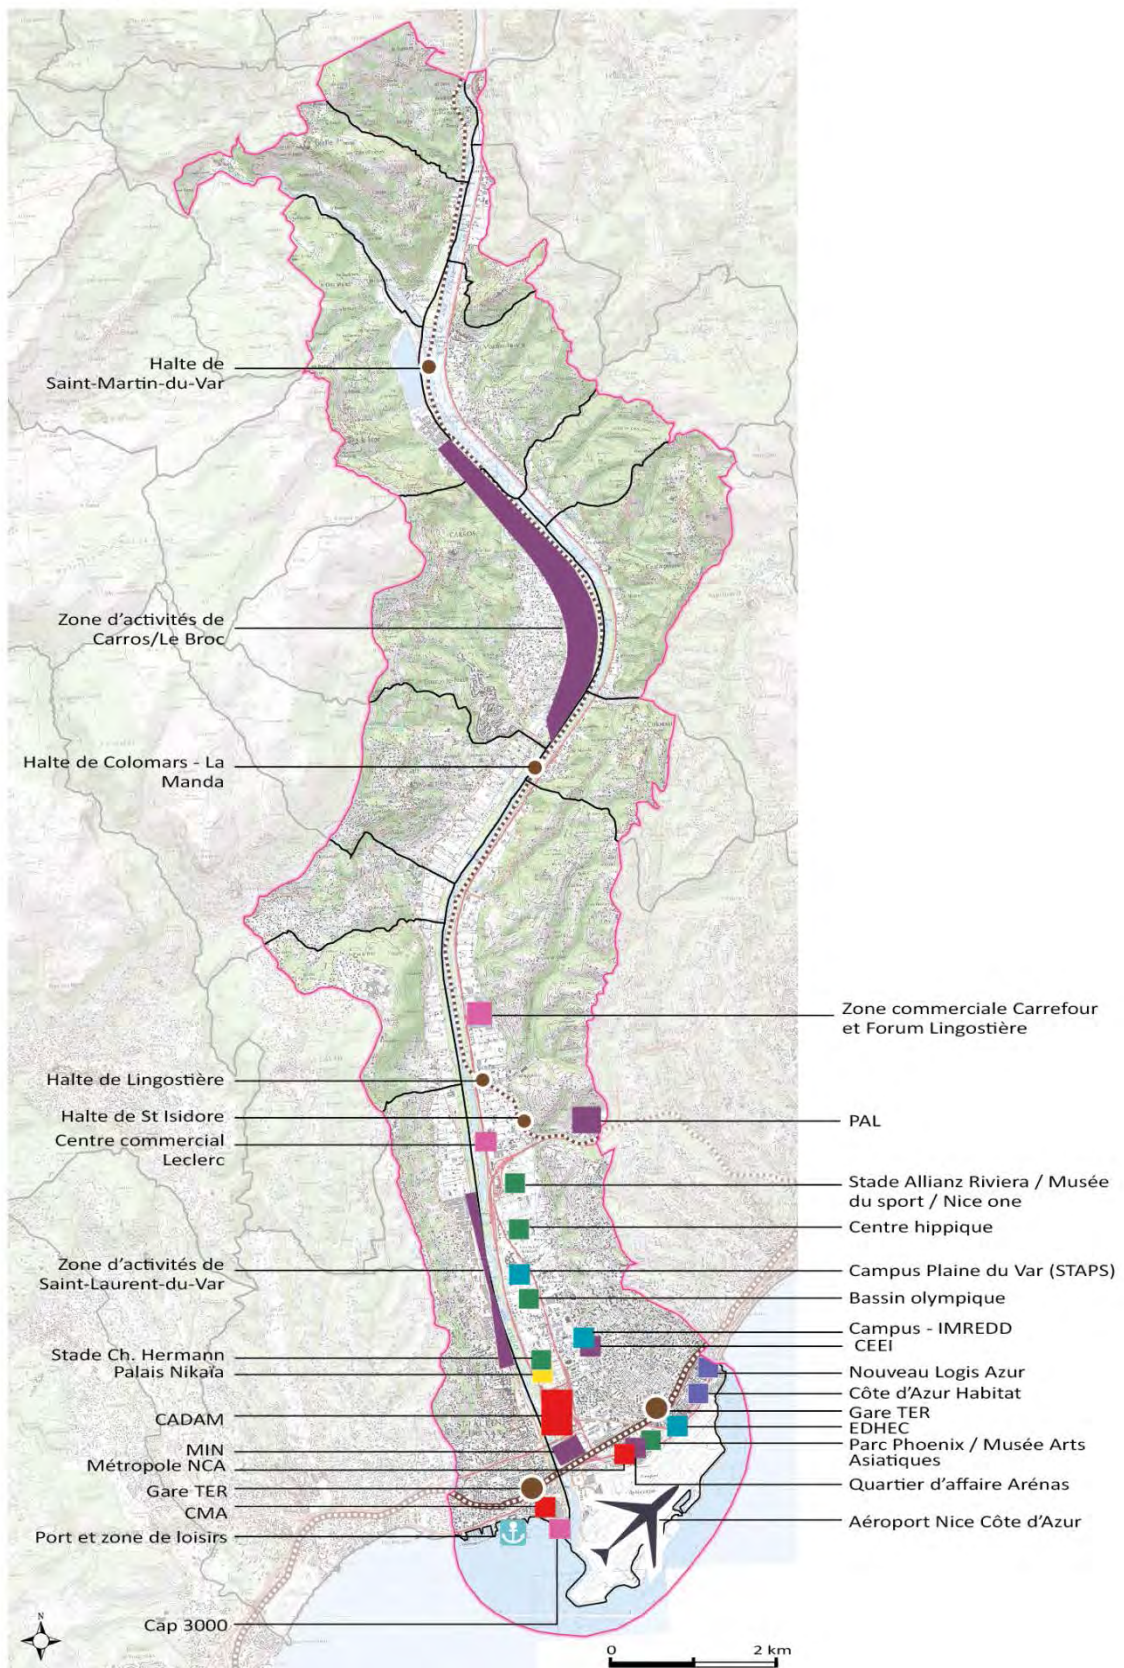 Halte de
Saint-Martin-du-Var
Zone d'activités de
Carros/Le Broc
Halte de Colomars - La
Manda
Halte de Lingostière
Halte de St Isidore
Centre commercial
Leclerc
Zone d'activités de
Saint-Laurent-du-Var
Stade Ch. Hermann
Palais Nikaïa
CADAM
MIN
Métropole NCA
Gare TER
CMA
Port et zone de loisirs
Cap 3000
Zone commerciale Carrefour
et Forum Lingostière
PAL
Stade Allianz Riviera / Musée
du sport / Nice one
Centre hippique
Campus Plaine du Var (STAPS)
Bassin olympique
Campus - IMREDD
CEEI
Nouveau Logis Azur
Côte d'Azur Habitat
Gare TER
EDHEC
Parc Phoenix / Musée Arts
Asiatiques
Quartier d'affaire Arénas
Aéroport Nice Côte d'Azur
N
0 2 km